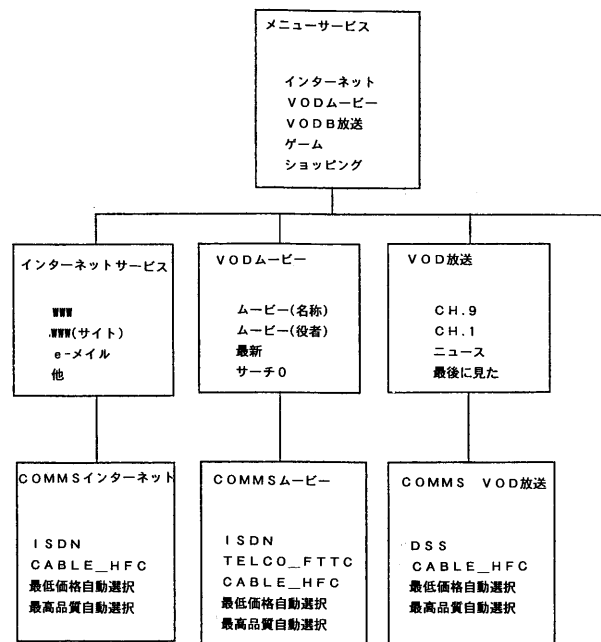 メニューサービス
インターネット
VODムービー
VODB放送
ゲーム
ショッピング
インターネットサービス
WWW
.WWW(サイト)
e-メイル
他
VODムービー
ムービー(名称)
ムービー(役者)
最新
サーチ0
VOD放送
CH.9
CH.1
ニュース
最後に見た
COMMSインターネット
ISDN
CABLE_HFC
最低価格自動選択
最高品質自動選択
COMMSムービー
ISDN
TELCO_FTTC
CABLE_HFC
最低価格自動選択
最高品質自動選択
COMMS VOD放送
DSS
CABLE_HFC
最低価格自動選択
最高品質自動選択